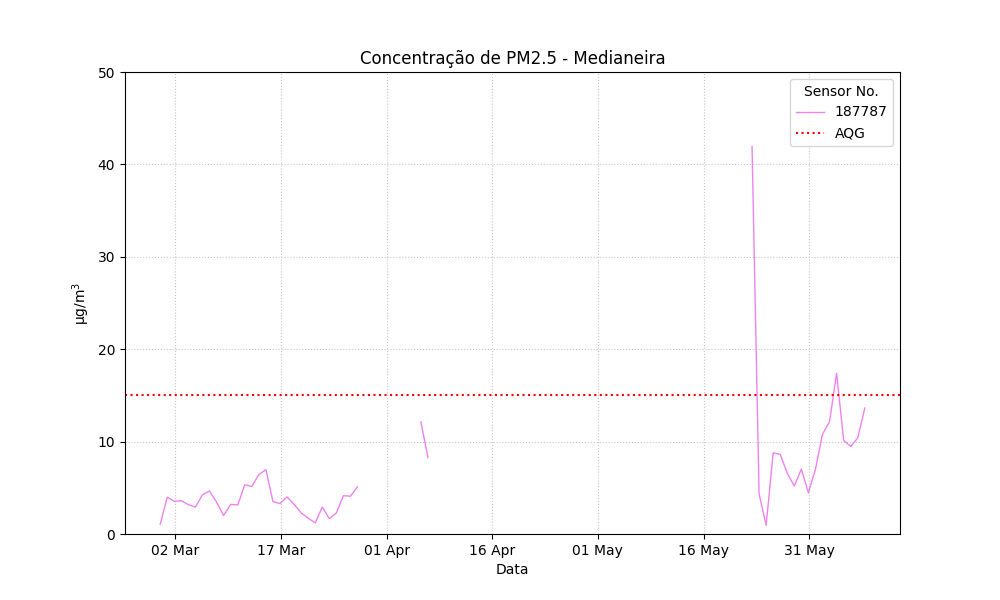 Concentração de PM2.5 - Medianeira
50
40
30
20
10
0
µg/m³
Sensor No.
187787
AQG
02 Mar
17 Mar
01 Apr
16 Apr
01 May
16 May
31 May
Data